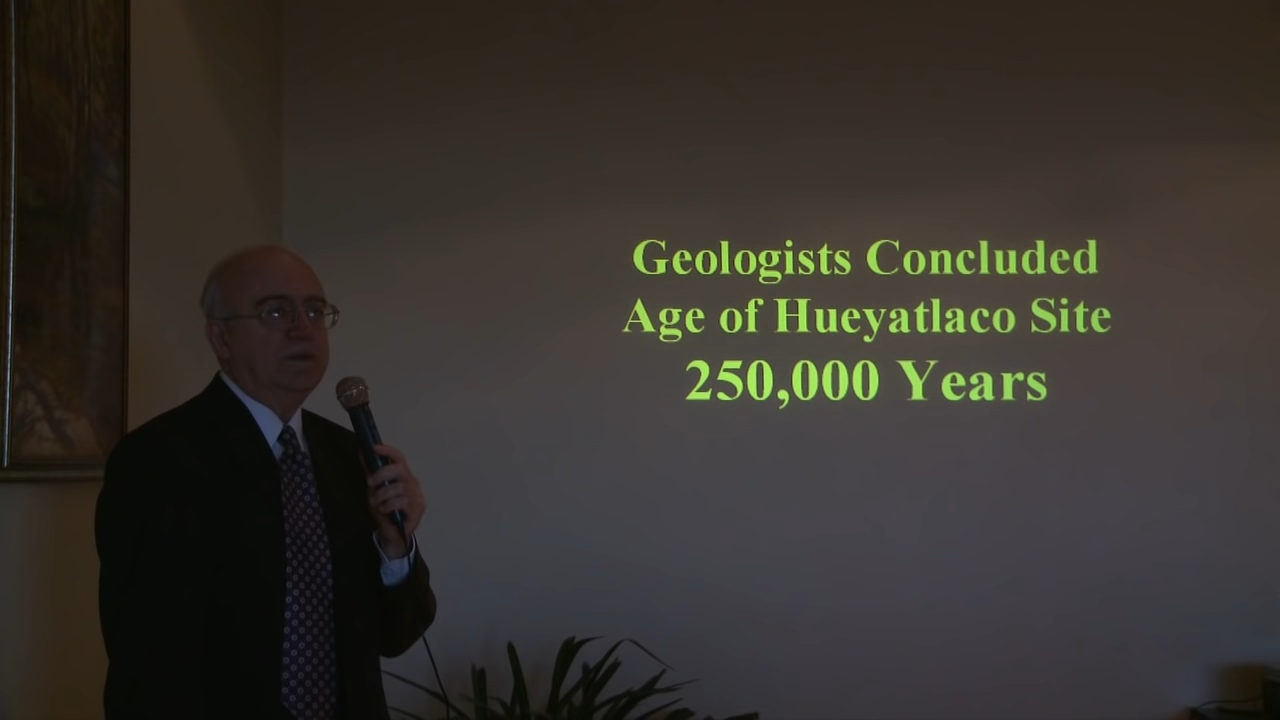 Geologists Concluded
Age of Hueyatlaco Site
250,000 Years